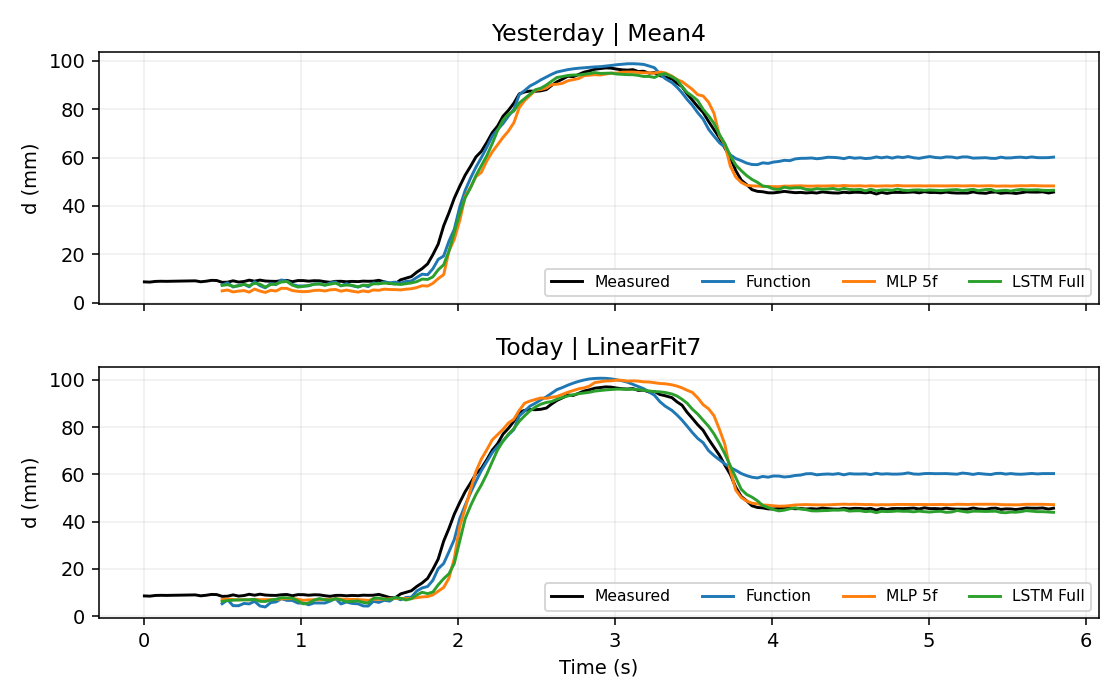 Yesterday | Mean4
100
80
60
40
20
0
d (mm)
Measured Function MLP 5f LSTM Full
Today | LinearFit7
100
80
60
40
20
0
d (mm)
Measured Function MLP 5f LSTM Full
0 1 2 3 4 5 6
Time (s)